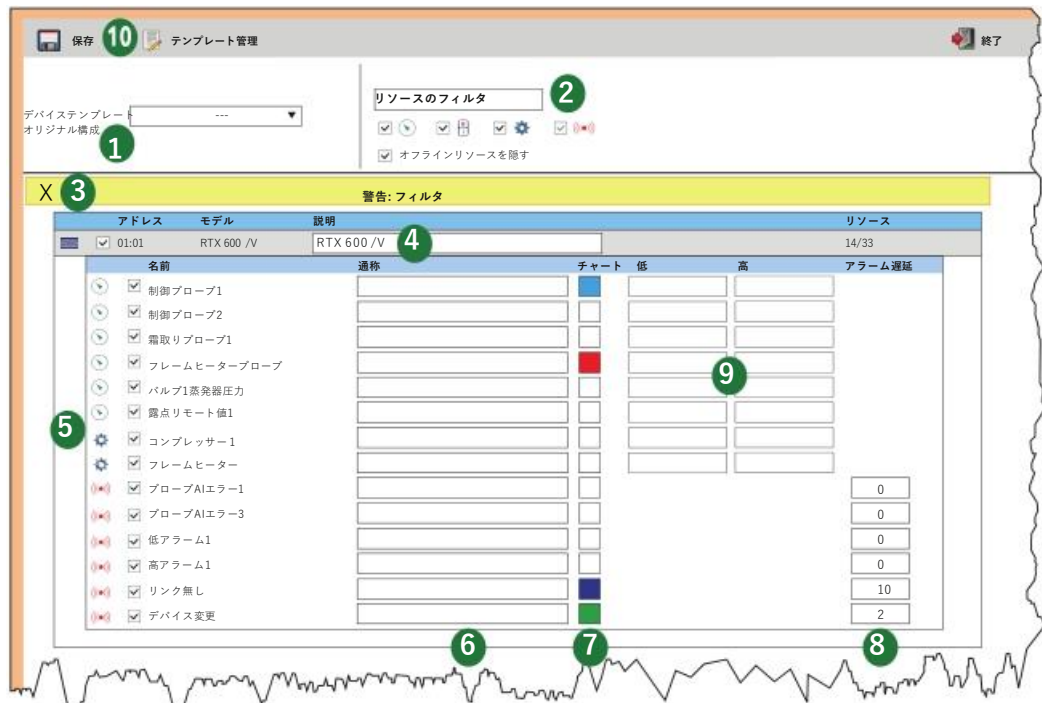 保存 10 テンプレート管理 終了
リソースのフィルタ 2
デバイステンプレート --- ▼
オリジナル構成
1
オフラインリソースを隠す
X 3 警告: フィルタ
アドレス モデル 説明 リソース
01:01 RTX 600 /V RTX 600 /V 4 14/33
名前 通称 チャート 低 高 アラーム遅延
制御プローブ1
制御プローブ2
霜取りプローブ1
フレームヒータープローブ
9
バルブ1蒸発器圧力
露点リモート値1
5
コンプレッサー1
フレームヒーター
プローブAIエラー1 0
プローブAIエラー3 0
低アラーム1 0
高アラーム1 0
リンク無し 10
デバイス変更 2
6 7 8